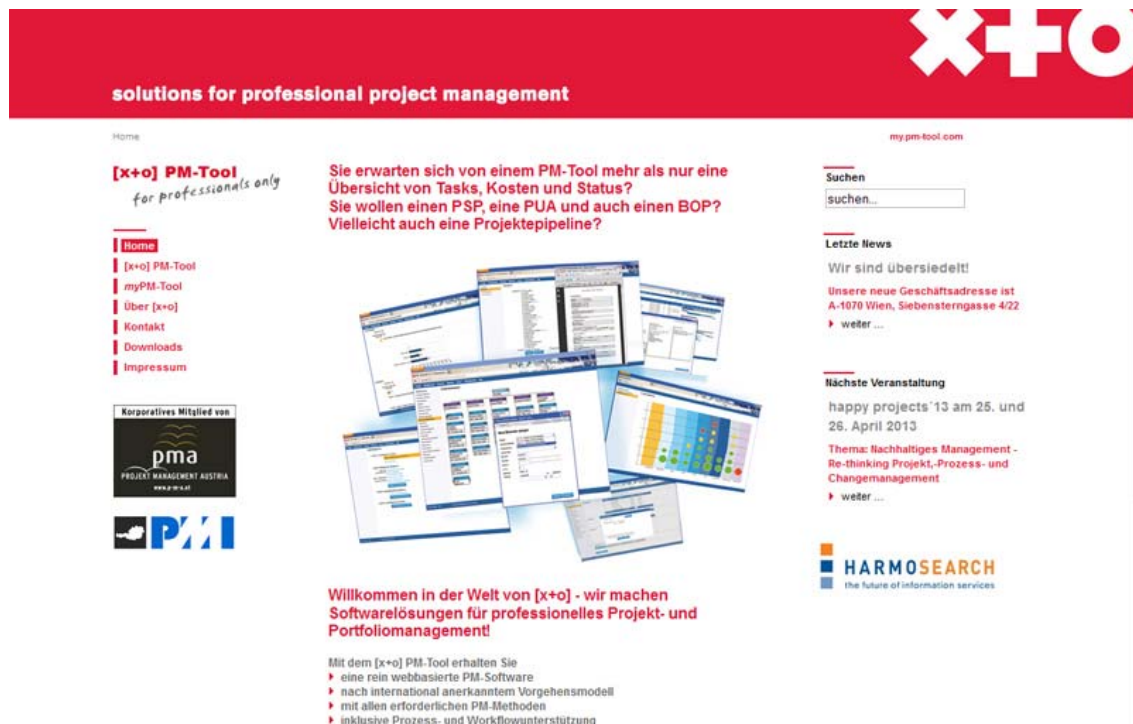 x+o
solutions for professional project management
Home
my.pm-tool.com
[x+o] PM-Tool
for professionals only
Home
[x+o] PM-Tool
myPM-Tool
Über [x+o]
Kontakt
Downloads
Impressum
Korporatives Mitglied von
pma
PROJEKT MANAGEMENT AUSTRIA
www.p-m-a.at
PMI
Sie erwarten sich von einem PM-Tool mehr als nur eine
Übersicht von Tasks, Kosten und Status?
Sie wollen einen PSP, eine PUA und auch einen BOP?
Vielleicht auch eine Projektepipeline?
Willkommen in der Welt von [x+o] - wir machen
Softwarelösungen für professionelles Projekt- und
Portfoliomanagement!
Mit dem [x+o] PM-Tool erhalten Sie
eine rein webbasierte PM-Software
nach international anerkanntem Vorgehensmodell
mit allen erforderlichen PM-Methoden
inklusive Prozess- und Workflowunterstützung
Suchen
suchen...
Letzte News
Wir sind übersiedelt!
Unsere neue Geschäftsadresse ist
A-1070 Wien, Siebensterngasse 4/22
weiter ...
Nächste Veranstaltung
happy projects´13 am 25. und
26. April 2013
Thema: Nachhaltiges Management -
Re-thinking Projekt,-Prozess- und
Changemanagement
weiter ...
HARMOSEARCH
the future of information services